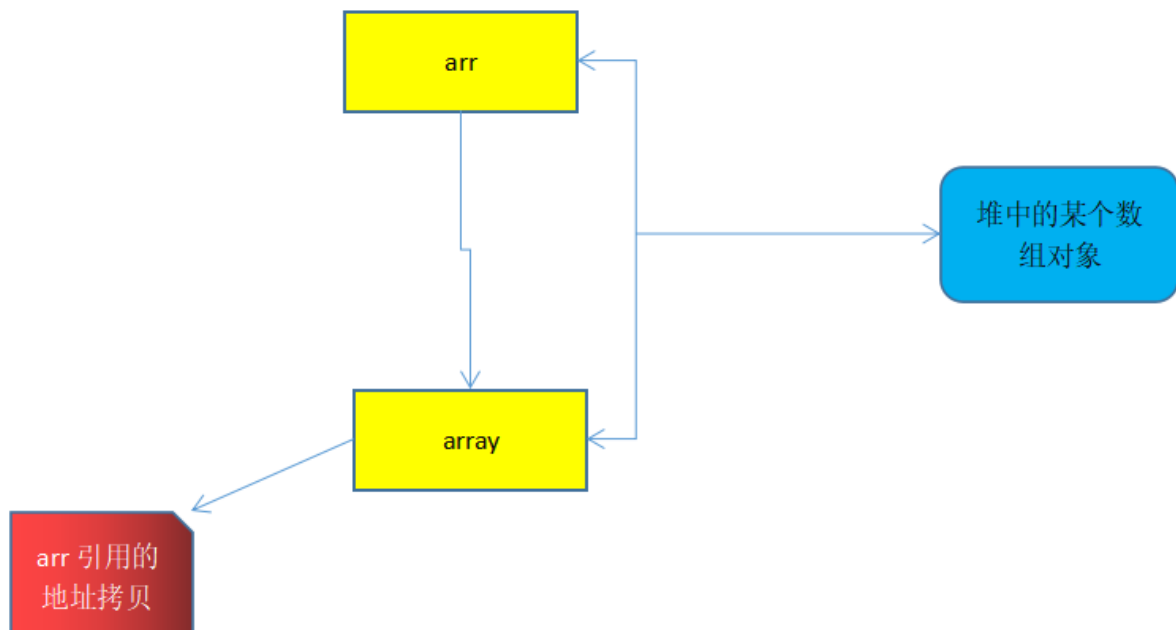 arr
堆中的某个数
组对象
array
arr 引用的
地址拷贝